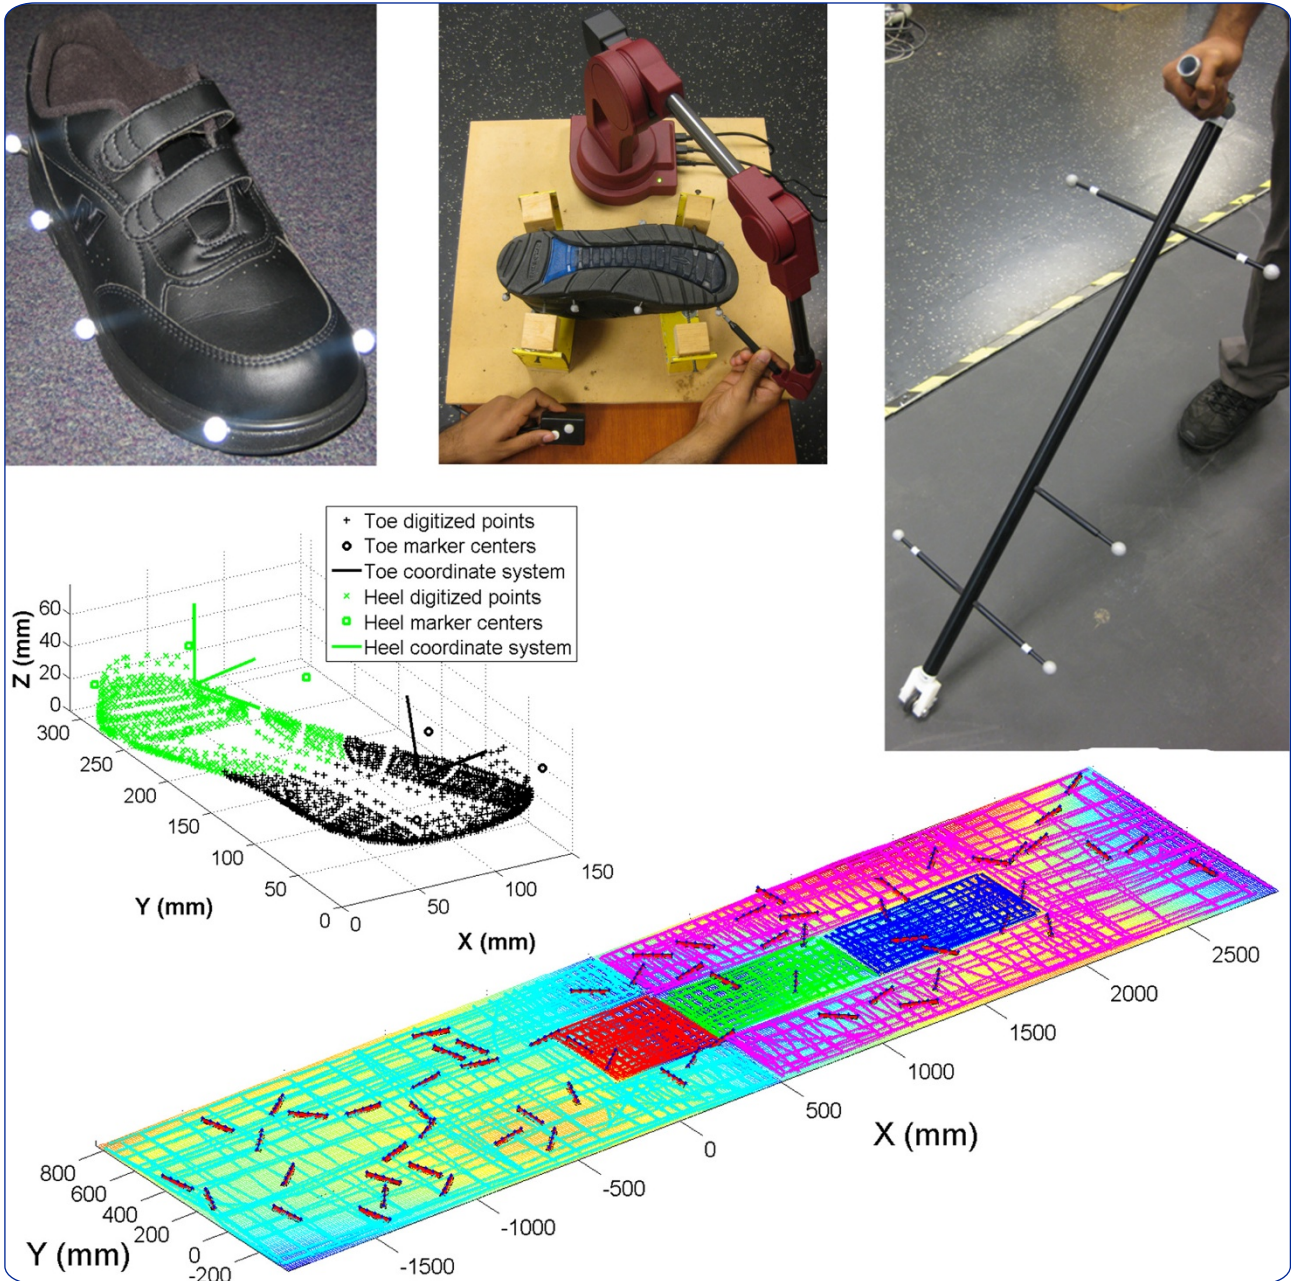 Toe digitized points
Toe marker centers
Toe coordinate system
Heel digitized points
Heel marker centers
Heel coordinate system
Z (mm)
60
40
20
0
300
250
200
150
100
50
0
Y (mm)
0
50
100
150
X (mm)
800
600
400
200
0
-200
Y (mm)
-1500
-1000
-500
0
500
1000
1500
2000
2500
X (mm)